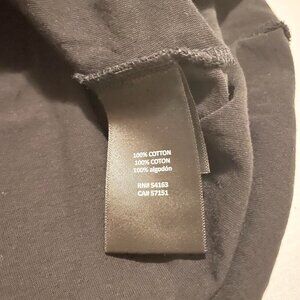 100% COTTON
100% COTON
100% algodón
RN# 54163
CA# 57151